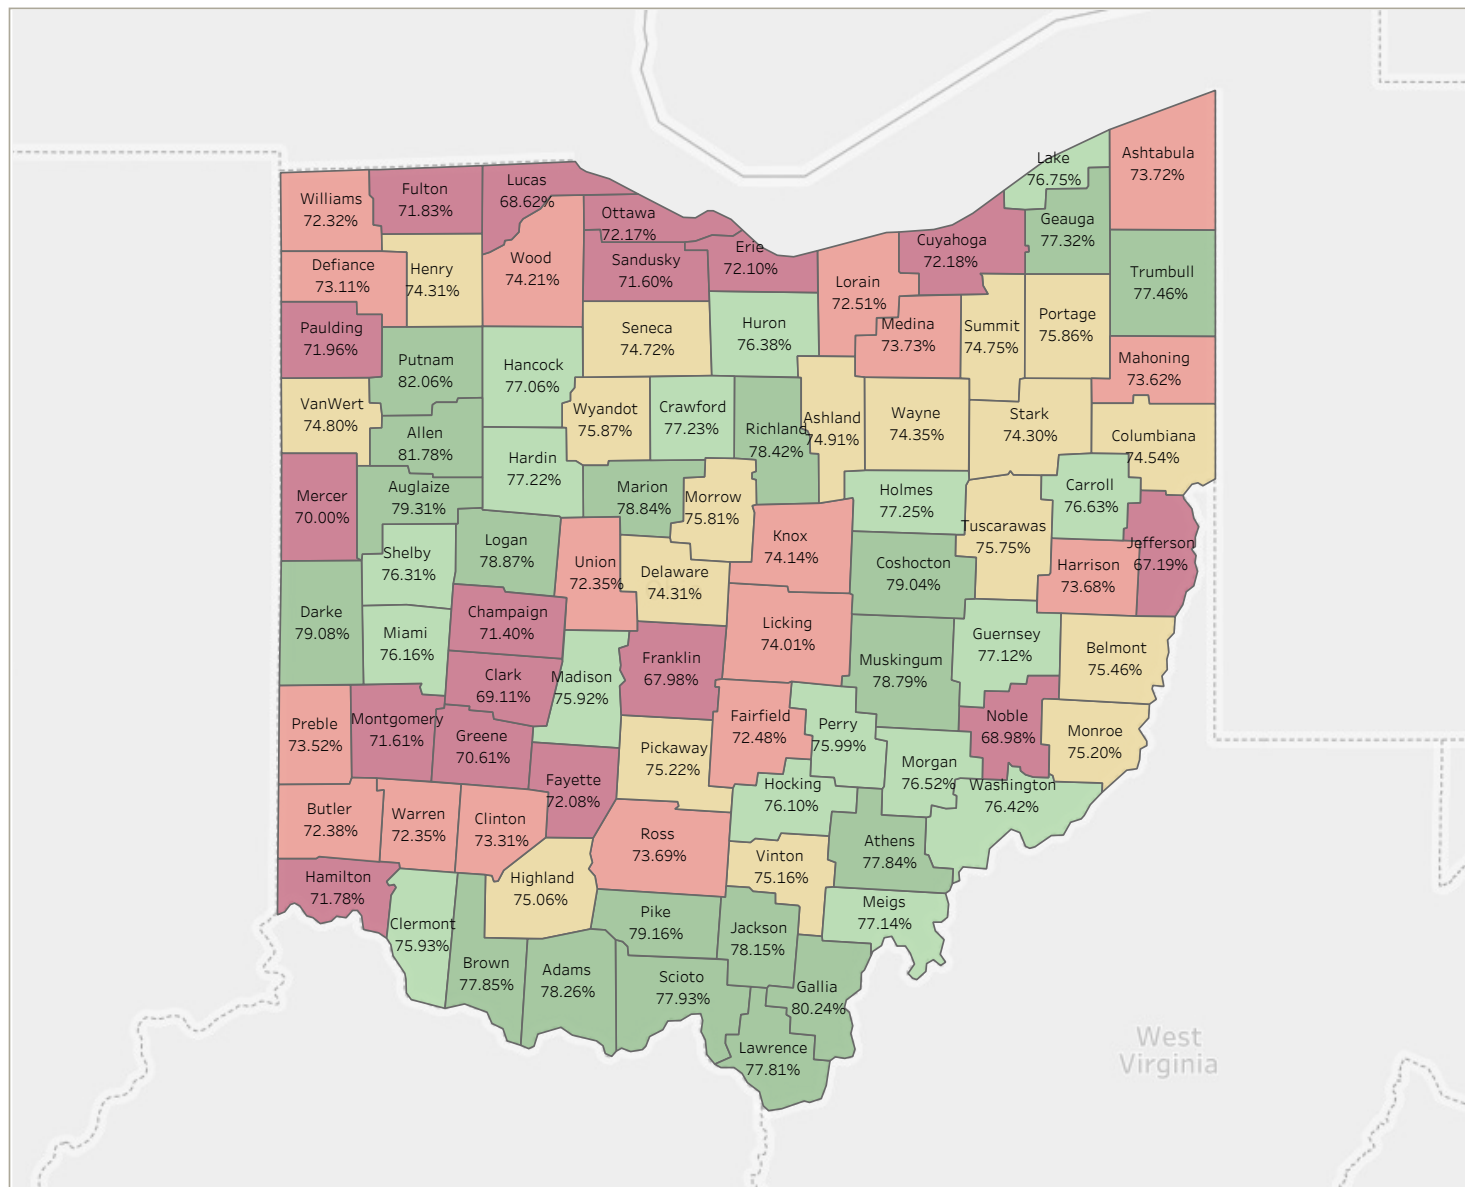 Lake
76.75%
Ashtabula
73.72%
Williams
72.32%
Fulton
71.83%
Lucas
68.62%
Ottawa
72.17%
Geauga
77.32%
Defiance
73.11%
Henry
74.31%
Wood
74.21%
Sandusky
71.60%
Erie
72.10%
Lorain
72.51%
Cuyahoga
72.18%
Trumbull
77.46%
Paulding
71.96%
Seneca
74.72%
Huron
76.38%
Medina
73.73%
Summit
74.75%
Portage
75.86%
Mahoning
73.62%
Putnam
82.06%
Hancock
77.06%
VanWert
74.80%
Allen
81.78%
Wyandot
75.87%
Crawford
77.23%
Richland
78.42%
Ashland
74.91%
Wayne
74.35%
Stark
74.30%
Columbiana
74.54%
Mercer
70.00%
Auglaize
79.31%
Hardin
77.22%
Marion
78.84%
Morrow
75.81%
Holmes
77.25%
Carroll
76.63%
Shelby
76.31%
Logan
78.87%
Union
72.35%
Delaware
74.31%
Knox
74.14%
Coshocton
79.04%
Tuscarawas
75.75%
Harrison
73.68%
Jefferson
67.19%
Darke
79.08%
Miami
76.16%
Champaign
71.40%
Licking
74.01%
Guernsey
77.12%
Belmont
75.46%
Clark
69.11%
Madison
75.92%
Franklin
67.98%
Muskingum
78.79%
Preble
73.52%
Montgomery
71.61%
Greene
70.61%
Pickaway
75.22%
Fairfield
72.48%
Perry
75.99%
Noble
68.98%
Monroe
75.20%
Fayette
72.08%
Hocking
76.10%
Morgan
76.52%
Washington
76.42%
Butler
72.38%
Warren
72.35%
Clinton
73.31%
Ross
73.69%
Vinton
75.16%
Athens
77.84%
Hamilton
71.78%
Highland
75.06%
Clermont
75.93%
Pike
79.16%
Jackson
78.15%
Meigs
77.14%
Brown
77.85%
Adams
78.26%
Scioto
77.93%
Gallia
80.24%
Lawrence
77.81%
West
Virginia